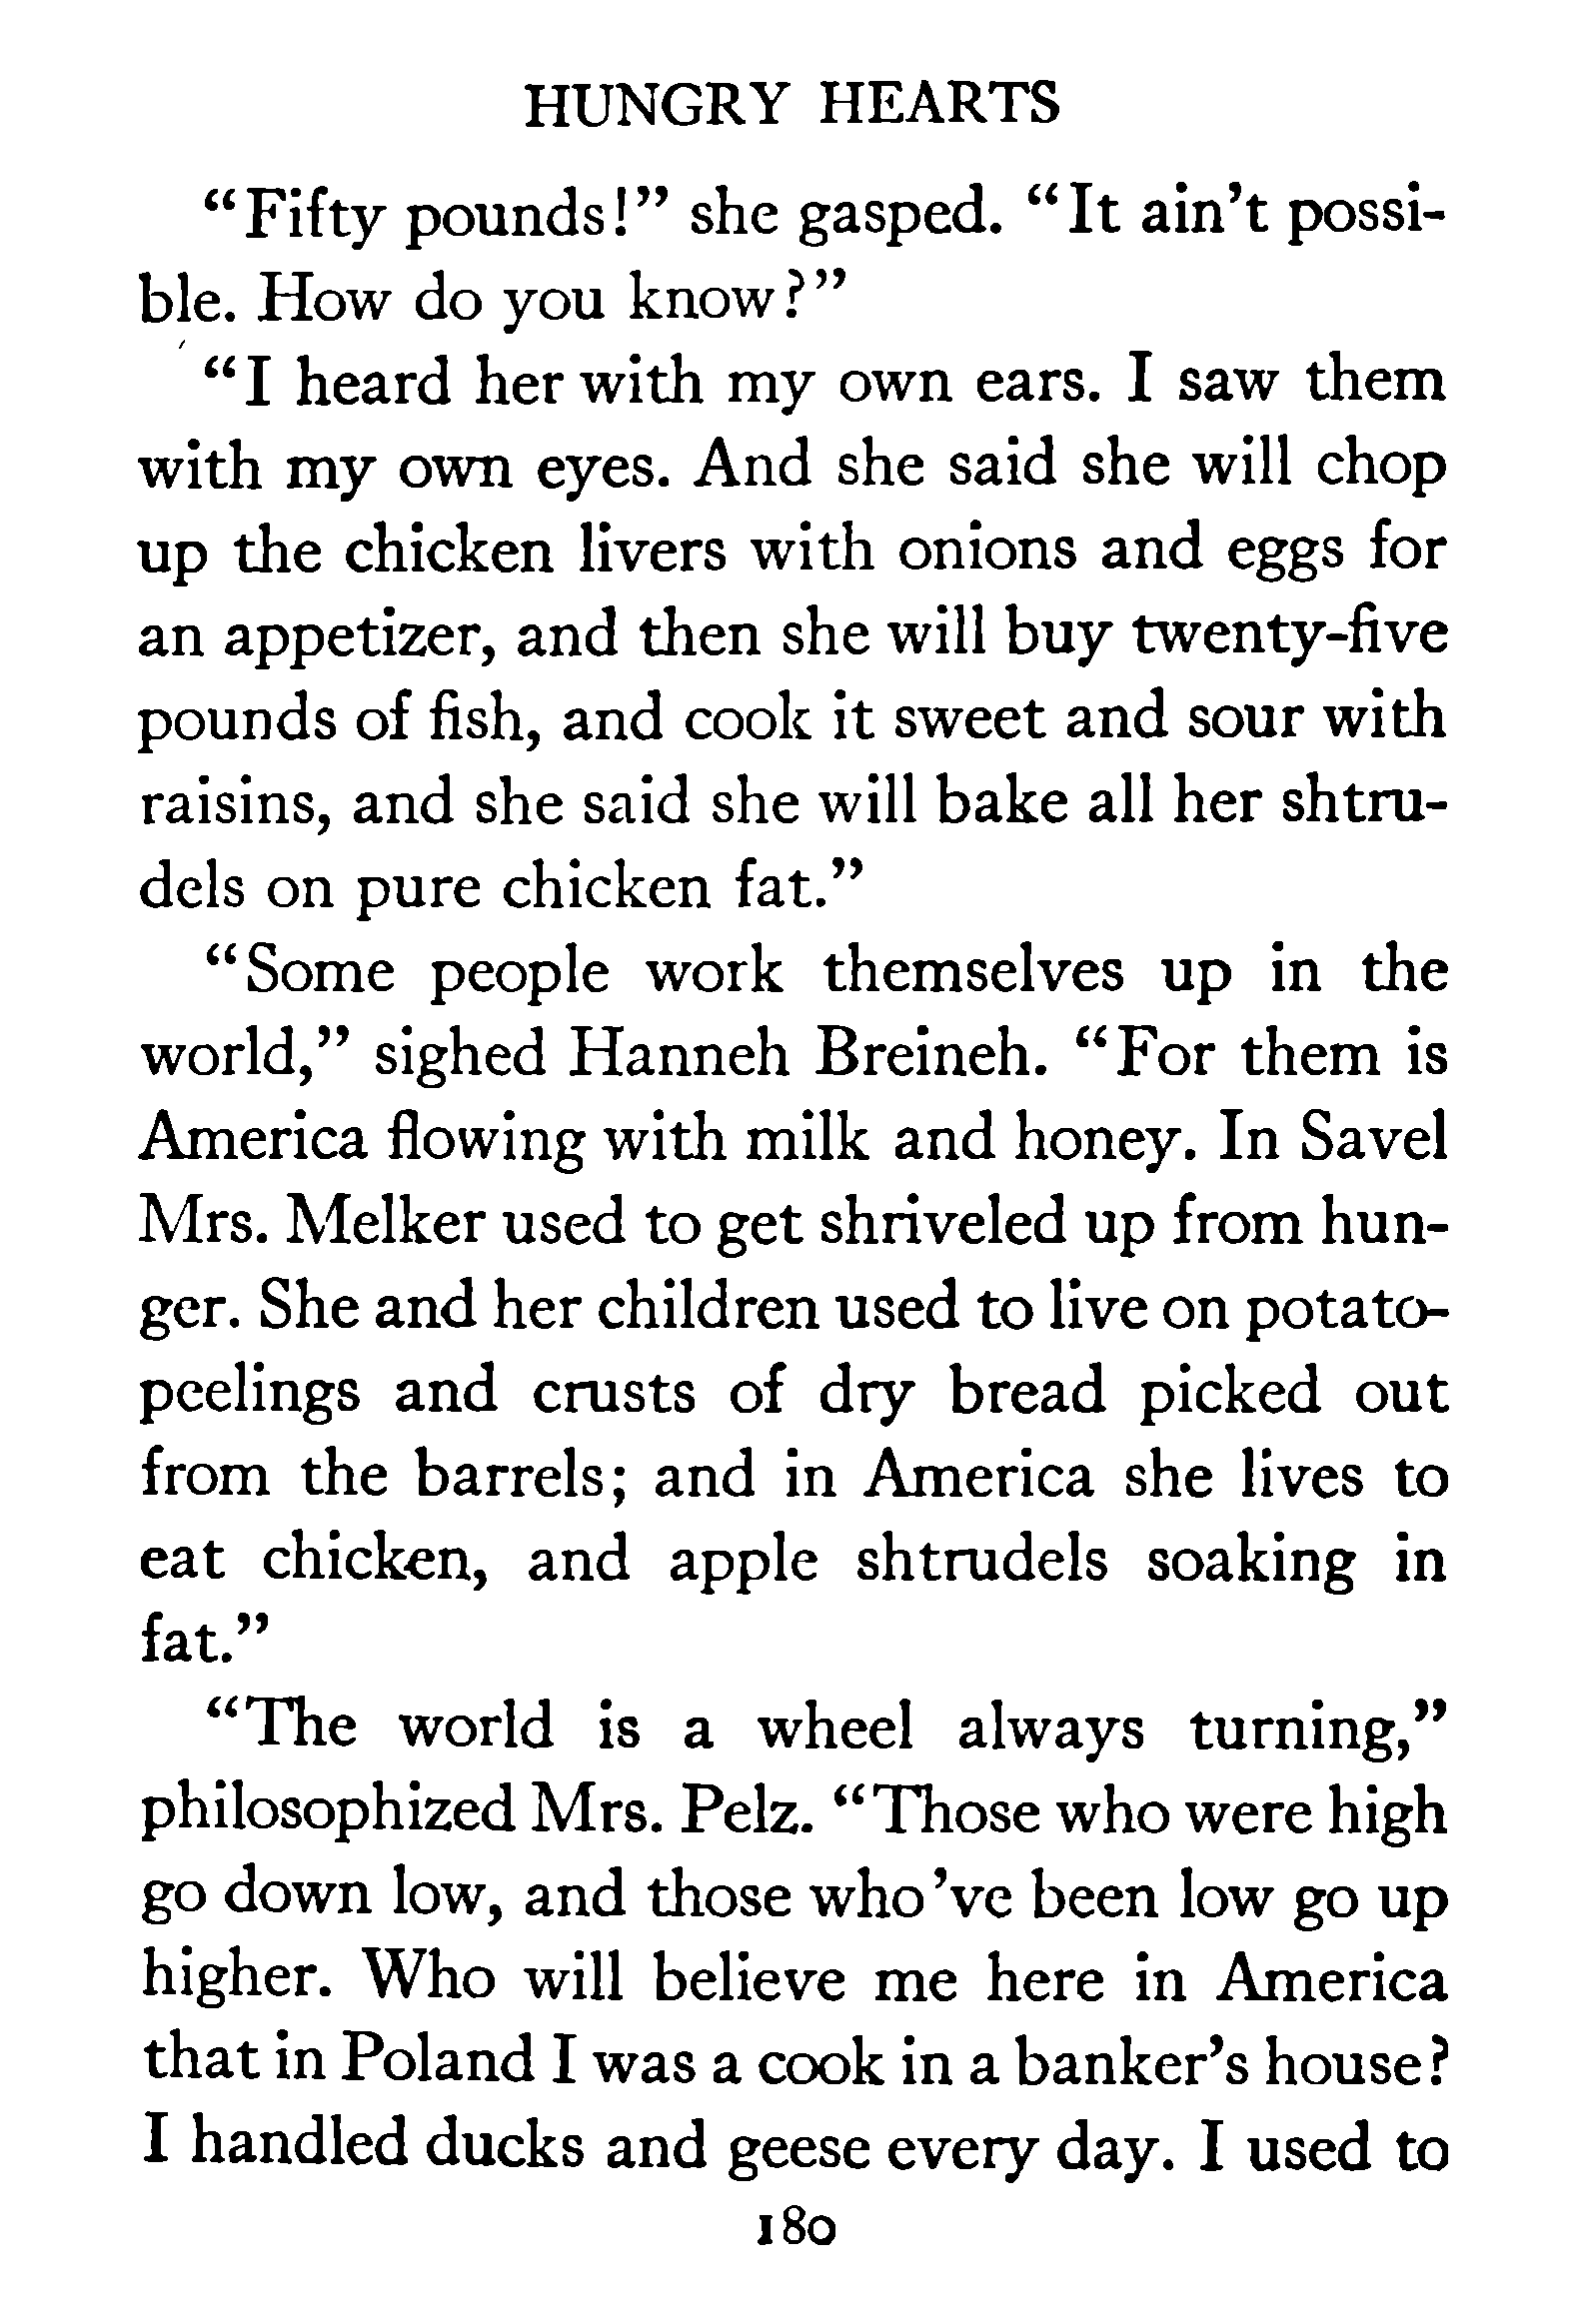 HUNGRY HEARTS
“Fifty pounds!” she gasped. “It ain’t possi-
ble. How do you know?”
“I heard her with my own ears. I saw them
with my own eyes. And she said she will chop
up the chicken livers with onions and eggs for
an appetizer, and then she will buy twenty-five
pounds of fish, and cook it sweet and sour with
raisins, and she said she will bake all her shtru-
dels on pure chicken fat.”
“Some people work themselves up in the
world,” sighed Hanneh Breineh. “For them is
America flowing with milk and honey. In Savel
Mrs. Melker used to get shriveled up from hun-
ger. She and her children used to live on potato-
peelings and crusts of dry bread picked out
from the barrels; and in America she lives to
eat chicken, and apple shtrudels soaking in
fat.”
“The world is a wheel always turning,”
philosophized Mrs. Pelz. “Those who were high
go down low, and those who’ve been low go up
higher. Who will believe me here in America
that in Poland I was a cook in a banker’s house?
I handled ducks and geese every day. I used to
180